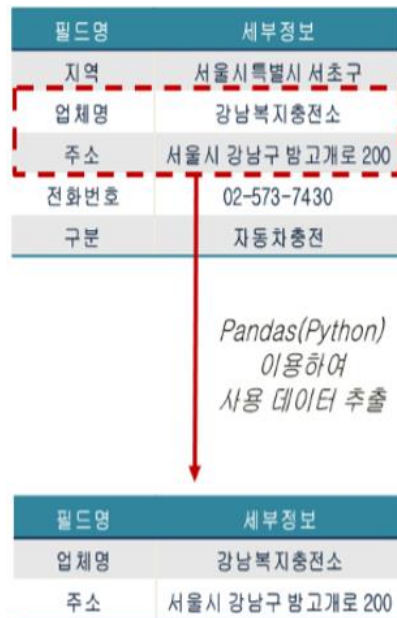 필드명 세부정보
지역 서울시특별시 서초구
업체명 강남복지충전소
주소 서울시 강남구 방고개로 200
전화번호 02-573-7430
구분 자동차충전
Pandas(Python)
이용하여
사용 데이터 추출
필드명 세부정보
업체명 강남복지충전소
주소 서울시 강남구 방고개로 200